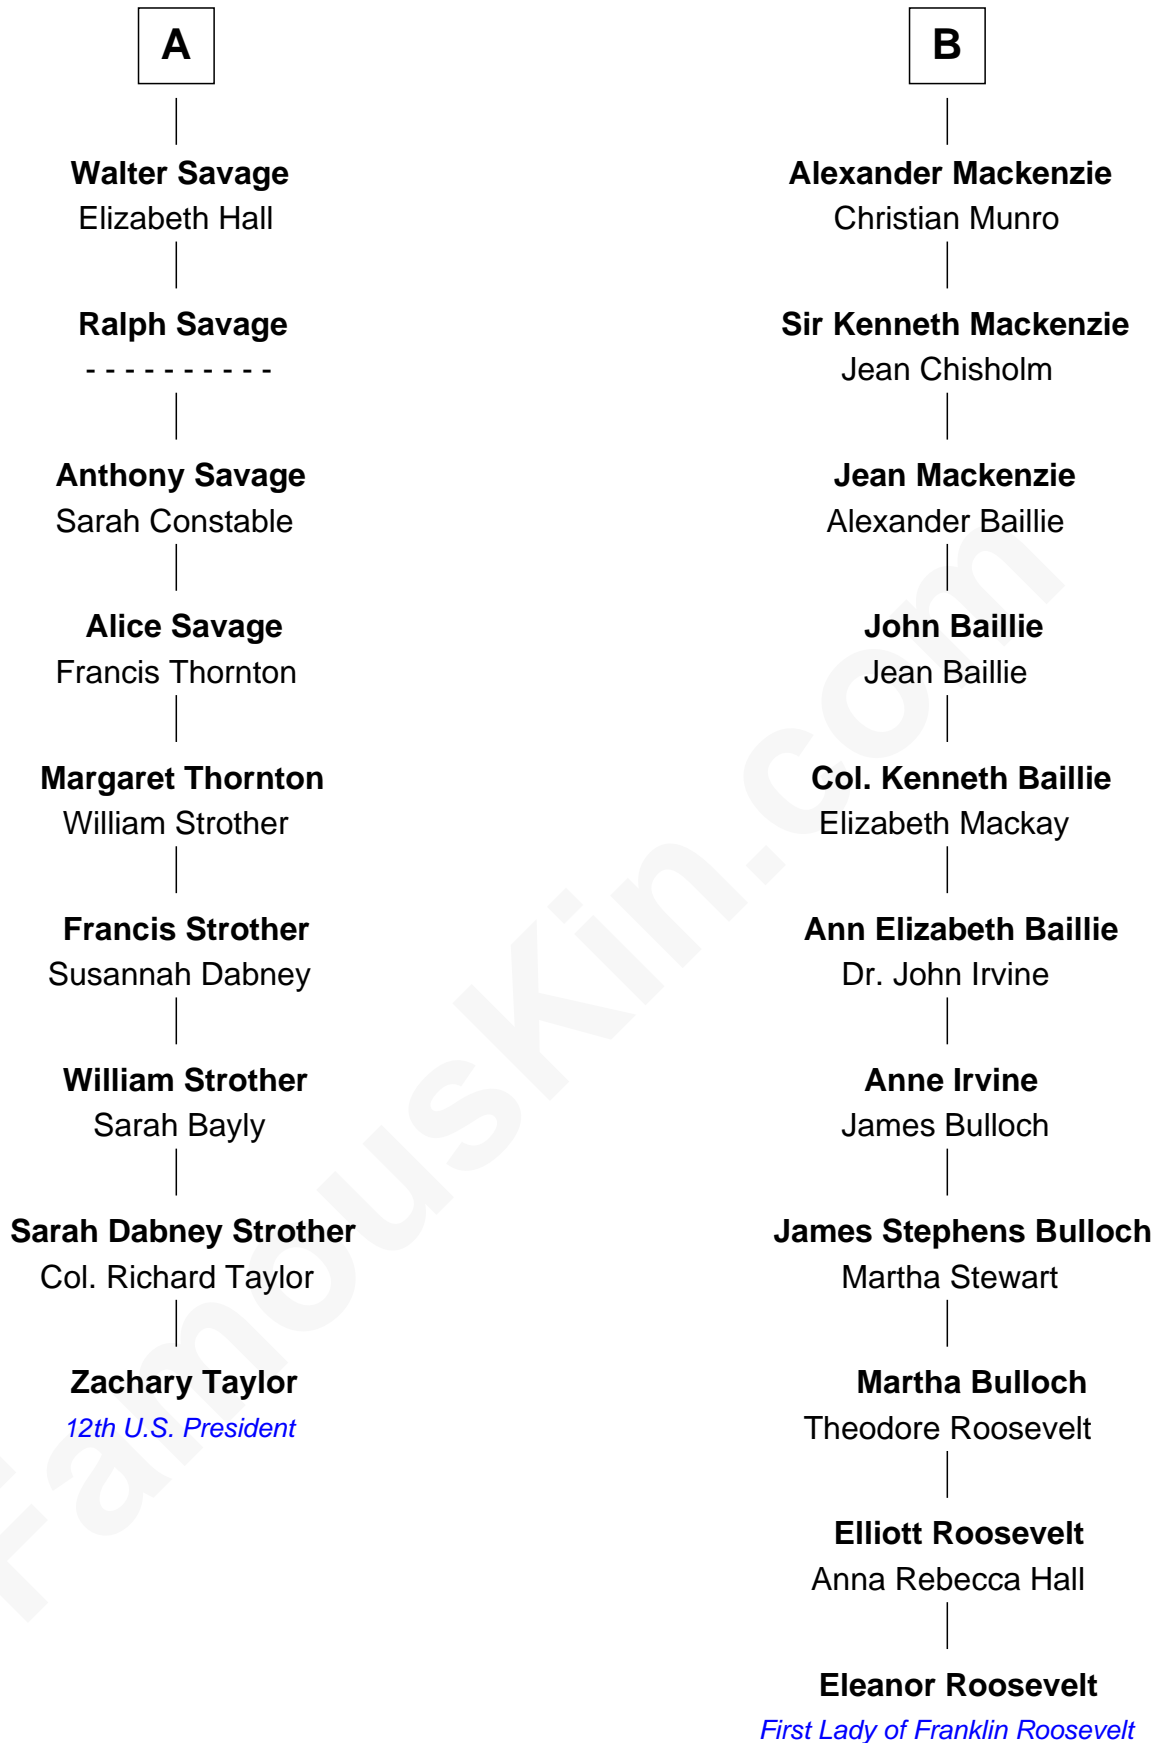 A
Walter Savage
Elizabeth Hall
Ralph Savage
- - - - - - - - - -
Anthony Savage
Sarah Constable
Alice Savage
Francis Thornton
Margaret Thornton
William Strother
Francis Strother
Susannah Dabney
William Strother
Sarah Bayly
Sarah Dabney Strother
Col. Richard Taylor
Zachary Taylor
12th U.S. President
B
Alexander Mackenzie
Christian Munro
Sir Kenneth Mackenzie
Jean Chisholm
Jean Mackenzie
Alexander Baillie
John Baillie
Jean Baillie
Col. Kenneth Baillie
Elizabeth Mackay
Ann Elizabeth Baillie
Dr. John Irvine
Anne Irvine
James Bulloch
James Stephens Bulloch
Martha Stewart
Martha Bulloch
Theodore Roosevelt
Elliott Roosevelt
Anna Rebecca Hall
Eleanor Roosevelt
First Lady of Franklin Roosevelt
FamousKin.com